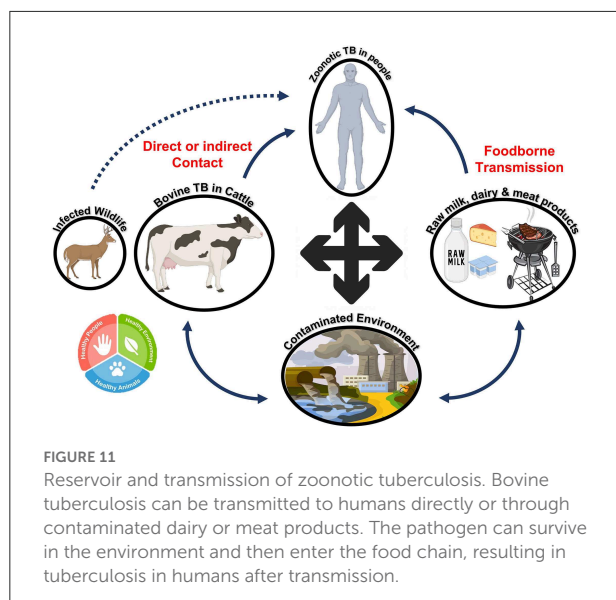 Zoonotic TB in people
Direct or indirect
Contact
Foodborne
Transmission
Infected Wildlife
Bovine TB in Cattle
Raw milk, dairy & meat products
RAW
MILK
Healthy People
Healthy Environment
Healthy Animals
Contaminated Environment
FIGURE 11
Reservoir and transmission of zoonotic tuberculosis. Bovine
tuberculosis can be transmitted to humans directly or through
contaminated dairy or meat products. The pathogen can survive
in the environment and then enter the food chain, resulting in
tuberculosis in humans after transmission.